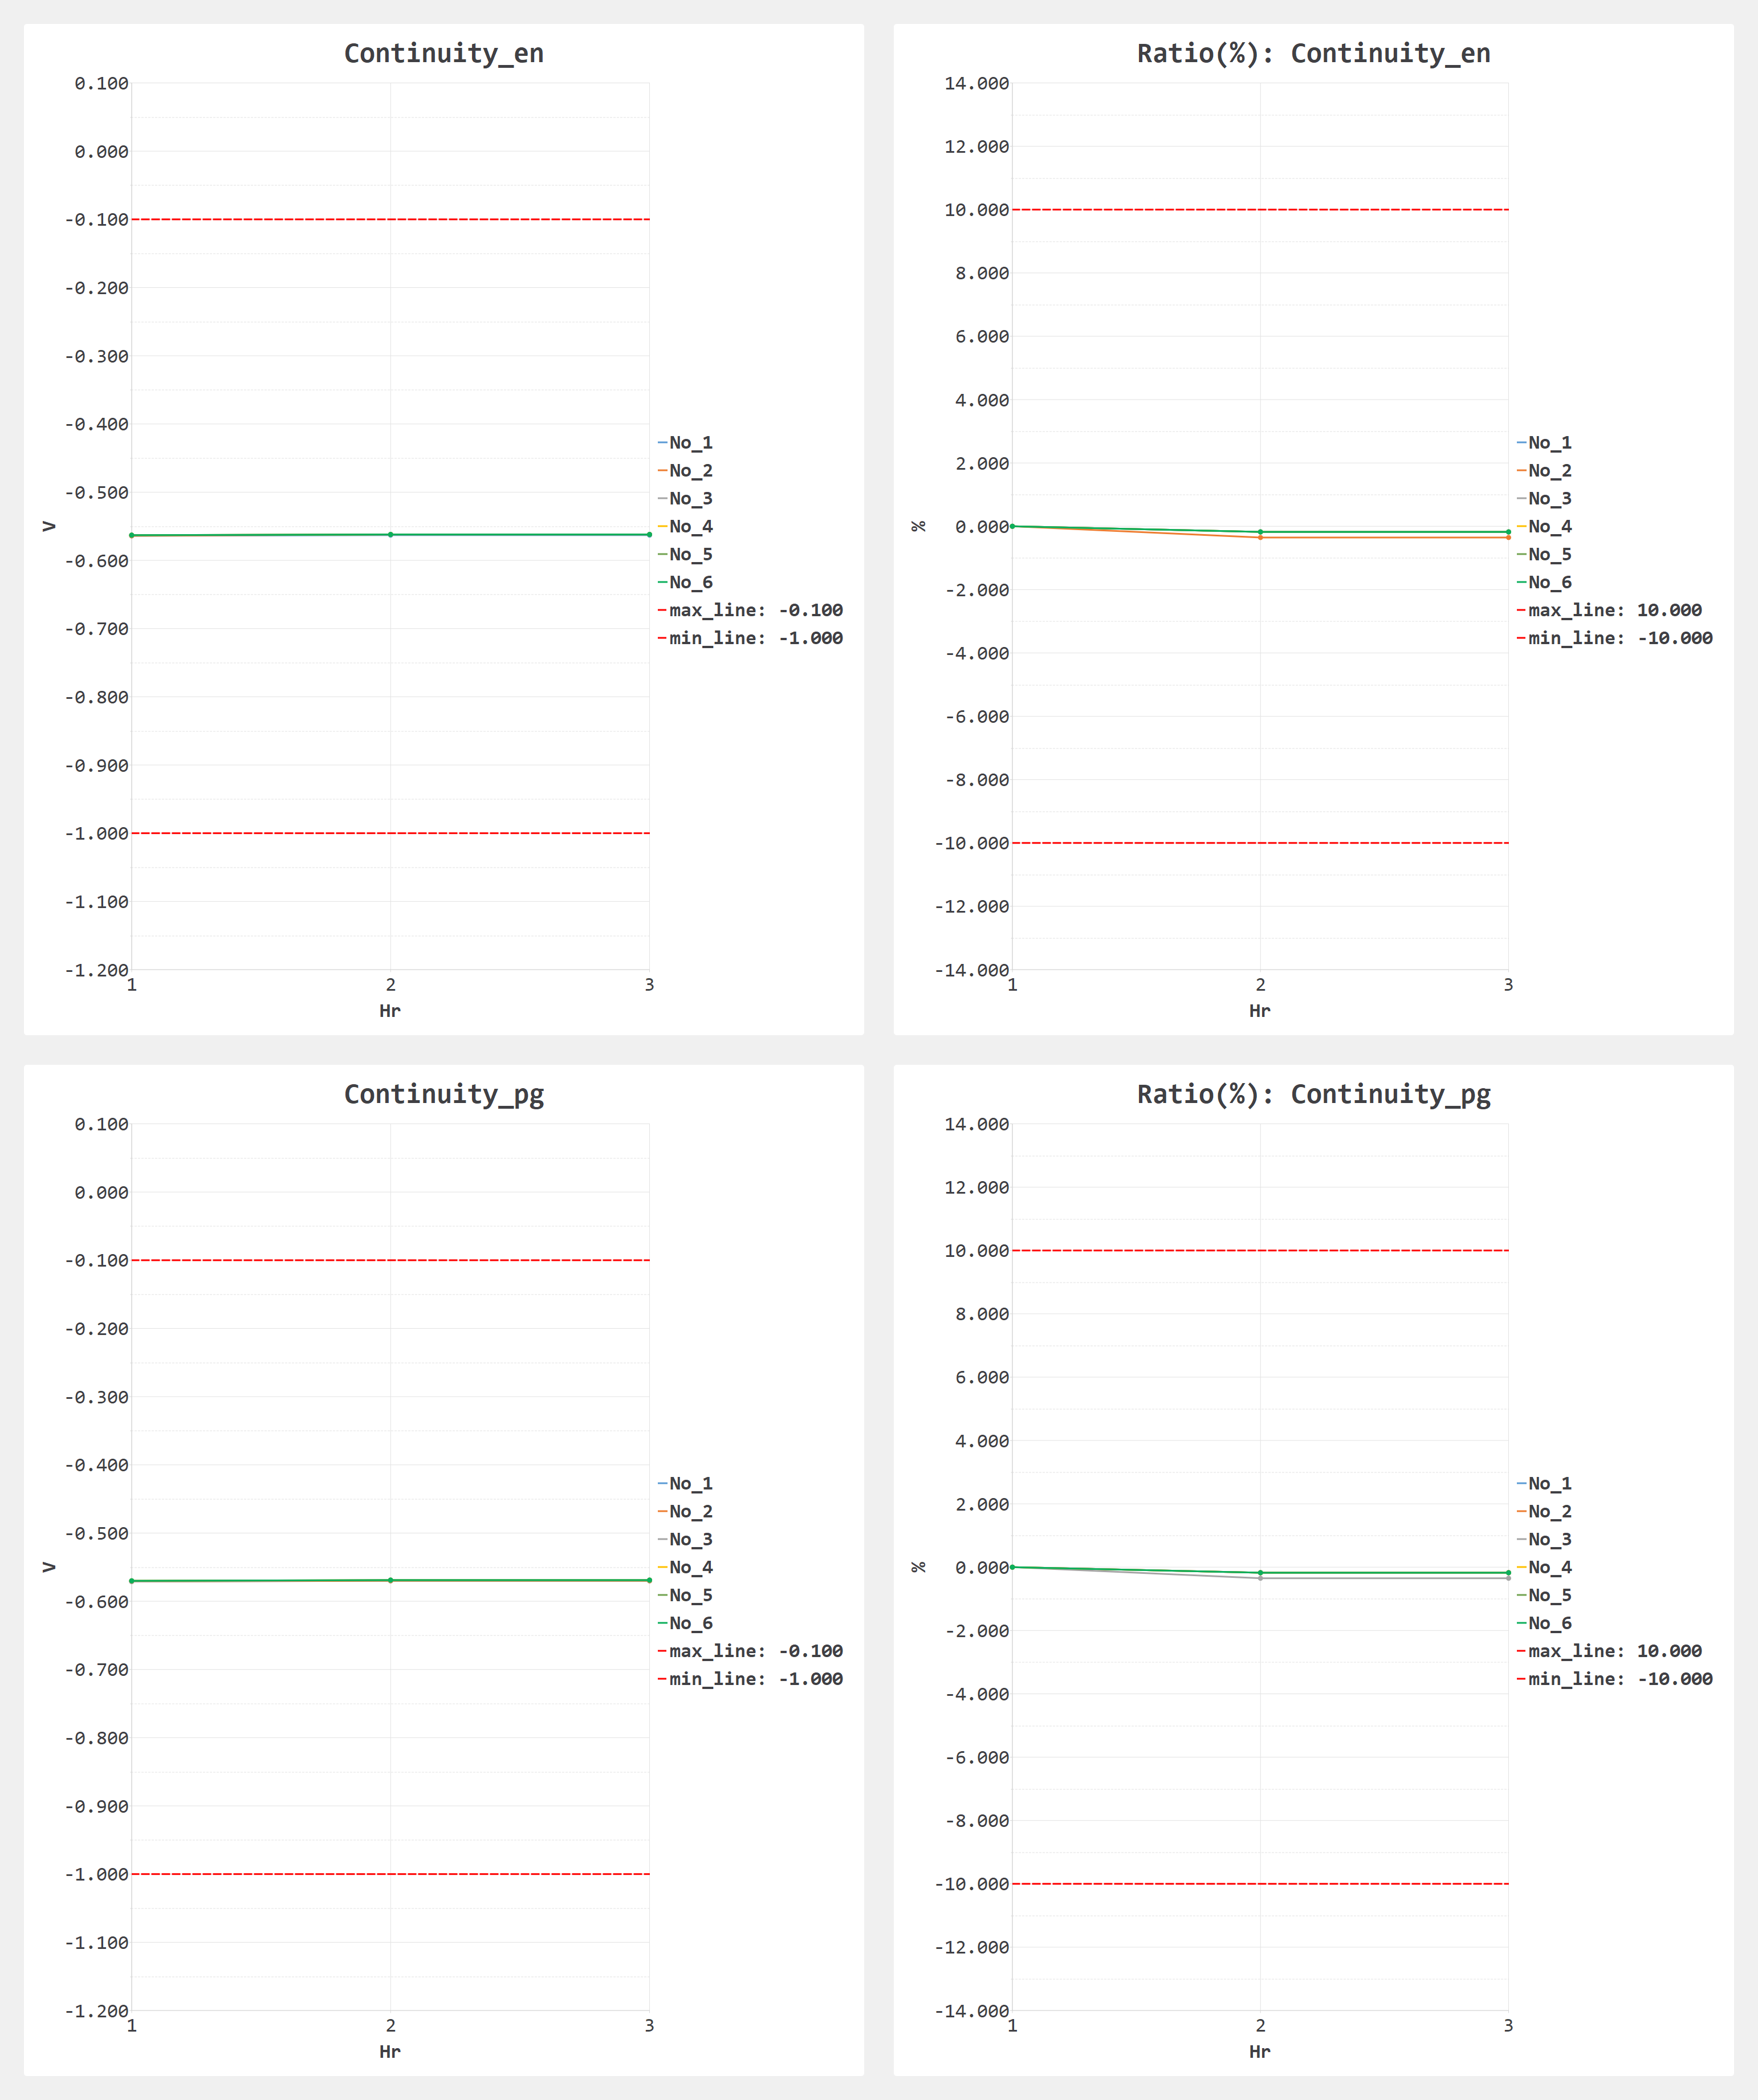 Continuity_en
0.100
0.000
-0.100
-0.200
-0.300
-0.400
-0.500
-0.600
-0.700
-0.800
-0.900
-1.000
-1.100
-1.200
V
1 2 3
Hr
No_1
No_2
No_3
No_4
No_5
No_6
max_line: -0.100
min_line: -1.000
Ratio(%): Continuity_en
14.000
12.000
10.000
8.000
6.000
4.000
2.000
0.000
-2.000
-4.000
-6.000
-8.000
-10.000
-12.000
-14.000
%
1 2 3
Hr
No_1
No_2
No_3
No_4
No_5
No_6
max_line: 10.000
min_line: -10.000
Continuity_pg
0.100
0.000
-0.100
-0.200
-0.300
-0.400
-0.500
-0.600
-0.700
-0.800
-0.900
-1.000
-1.100
-1.200
V
1 2 3
Hr
No_1
No_2
No_3
No_4
No_5
No_6
max_line: -0.100
min_line: -1.000
Ratio(%): Continuity_pg
14.000
12.000
10.000
8.000
6.000
4.000
2.000
0.000
-2.000
-4.000
-6.000
-8.000
-10.000
-12.000
-14.000
%
1 2 3
Hr
No_1
No_2
No_3
No_4
No_5
No_6
max_line: 10.000
min_line: -10.000